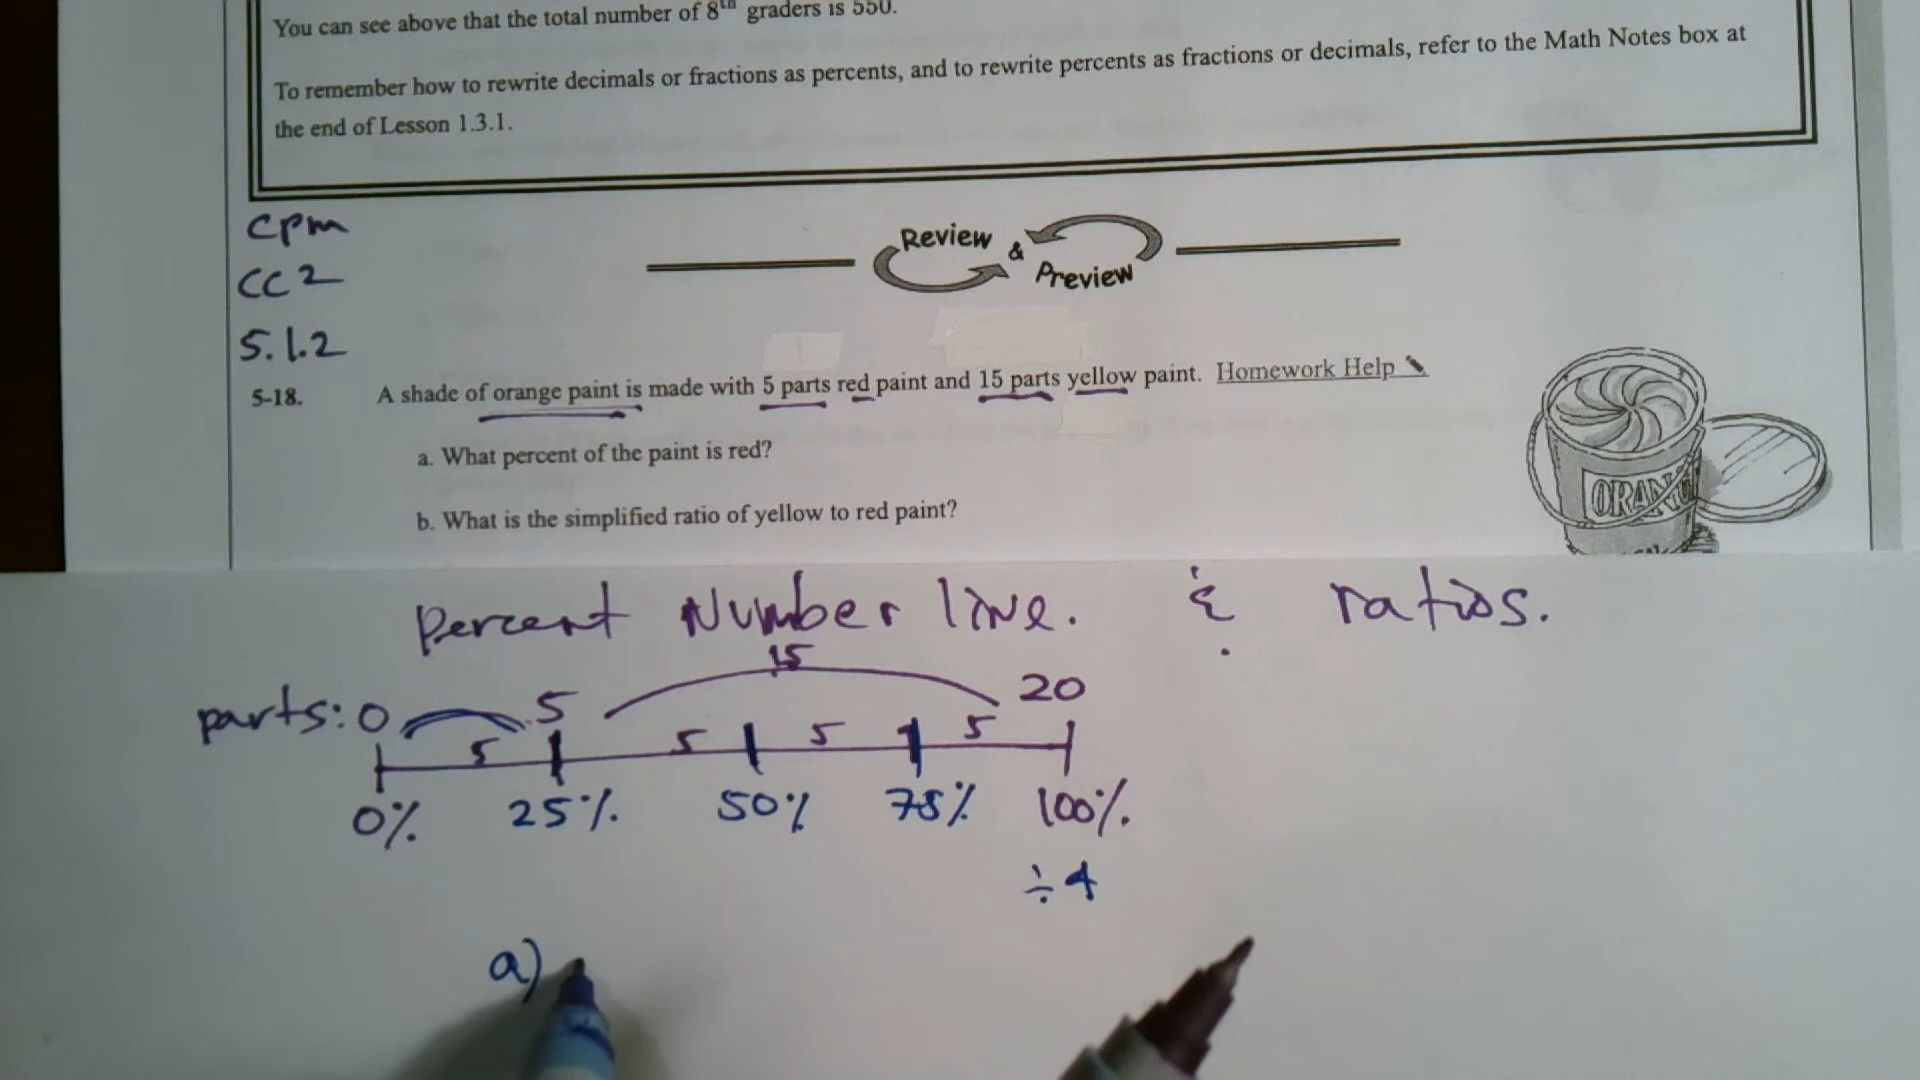 You can see above that the total number of 8th graders is 550.
To remember how to rewrite decimals or fractions as percents, and to rewrite percents as fractions or decimals, refer to the Math Notes box at
the end of Lesson 1.3.1.
CPM
CC2
5.1.2
Review
&
Preview
5-18. A shade of orange paint is made with 5 parts red paint and 15 parts yellow paint. Homework Help
a. What percent of the paint is red?
b. What is the simplified ratio of yellow to red paint?
ORANG
Percent Number line. & ratios.
15
parts: 0 5 20
5 5 5 5
0% 25% 50% 75% 100%
÷4
a)